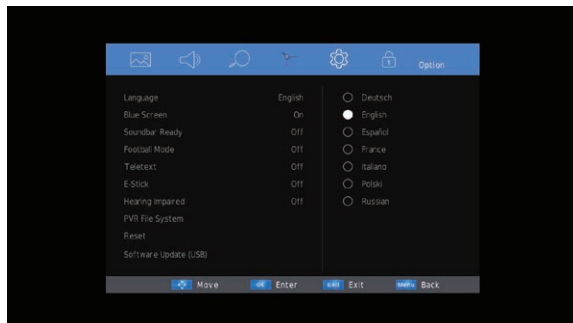 Option
Language English
Blue Screen On
Soundbar Ready Off
Football Mode Off
Teletext Off
E-Stick Off
Hearing Impaired Off
PVR File System
Reset
Software Update (USB)
Deutsch
English
Español
France
Italiano
Polski
Russian
Move OK Enter Exit Exit Menu Back